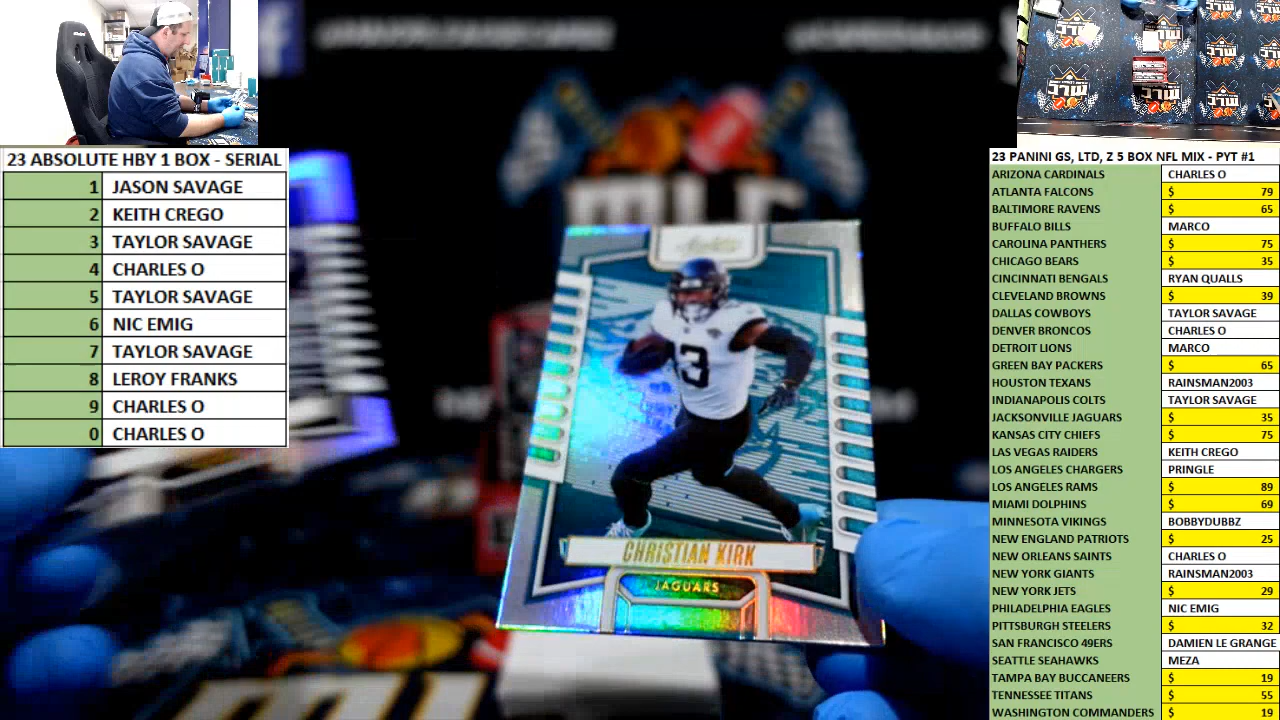 23 ABSOLUTE HBY 1 BOX - SERIAL
1 JASON SAVAGE
2 KEITH CREGO
3 TAYLOR SAVAGE
4 CHARLES O
5 TAYLOR SAVAGE
6 NIC EMIG
7 TAYLOR SAVAGE
8 LEROY FRANKS
9 CHARLES O
0 CHARLES O
CHRISTIAN KIRK
JAGUARS
23 PANINI GS, LTD, Z 5 BOX NFL MIX - PYT #1
ARIZONA CARDINALS CHARLES O
ATLANTA FALCONS $ 79
BALTIMORE RAVENS $ 65
BUFFALO BILLS MARCO
CAROLINA PANTHERS $ 75
CHICAGO BEARS $ 35
CINCINNATI BENGALS RYAN QUALLS
CLEVELAND BROWNS $ 39
DALLAS COWBOYS TAYLOR SAVAGE
DENVER BRONCOS CHARLES O
DETROIT LIONS MARCO
GREEN BAY PACKERS $ 65
HOUSTON TEXANS RAINSMAN2003
INDIANAPOLIS COLTS TAYLOR SAVAGE
JACKSONVILLE JAGUARS $ 35
KANSAS CITY CHIEFS $ 75
LAS VEGAS RAIDERS KEITH CREGO
LOS ANGELES CHARGERS PRINGLE
LOS ANGELES RAMS $ 89
MIAMI DOLPHINS $ 69
MINNESOTA VIKINGS BOBBYDUBBZ
NEW ENGLAND PATRIOTS $ 25
NEW ORLEANS SAINTS CHARLES O
NEW YORK GIANTS RAINSMAN2003
NEW YORK JETS $ 29
PHILADELPHIA EAGLES NIC EMIG
PITTSBURGH STEELERS $ 32
SAN FRANCISCO 49ERS DAMIEN LE GRANGE
SEATTLE SEAHAWKS MEZA
TAMPA BAY BUCCANEERS $ 19
TENNESSEE TITANS $ 55
WASHINGTON COMMANDERS $ 19